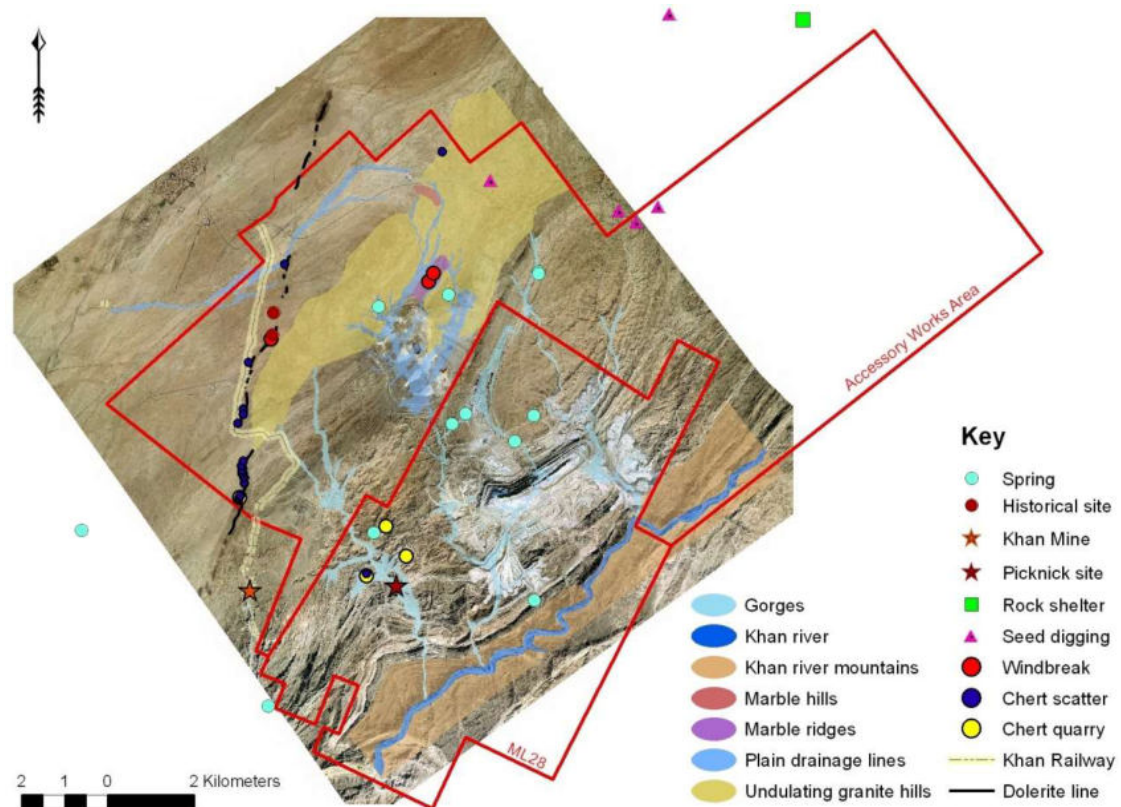 Accessory Works Area
Key
Spring
Historical site
Khan Mine
Picknick site
Rock shelter
Seed digging
Windbreak
Chert scatter
Chert quarry
Khan Railway
Dolerite line
Gorges
Khan river
Khan river mountains
Marble hills
Marble ridges
Plain drainage lines
Undulating granite hills
ML28
2 1 0 2 Kilometers